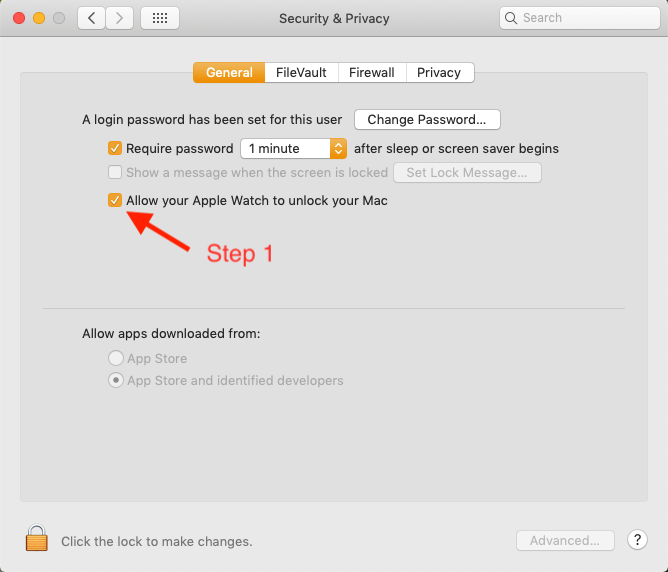 Security & Privacy
Search
General FileVault Firewall Privacy
A login password has been set for this user Change Password...
Require password 1 minute after sleep or screen saver begins
Show a message when the screen is locked Set Lock Message...
Allow your Apple Watch to unlock your Mac
Step 1
Allow apps downloaded from:
App Store
App Store and identified developers
Click the lock to make changes. Advanced... ?